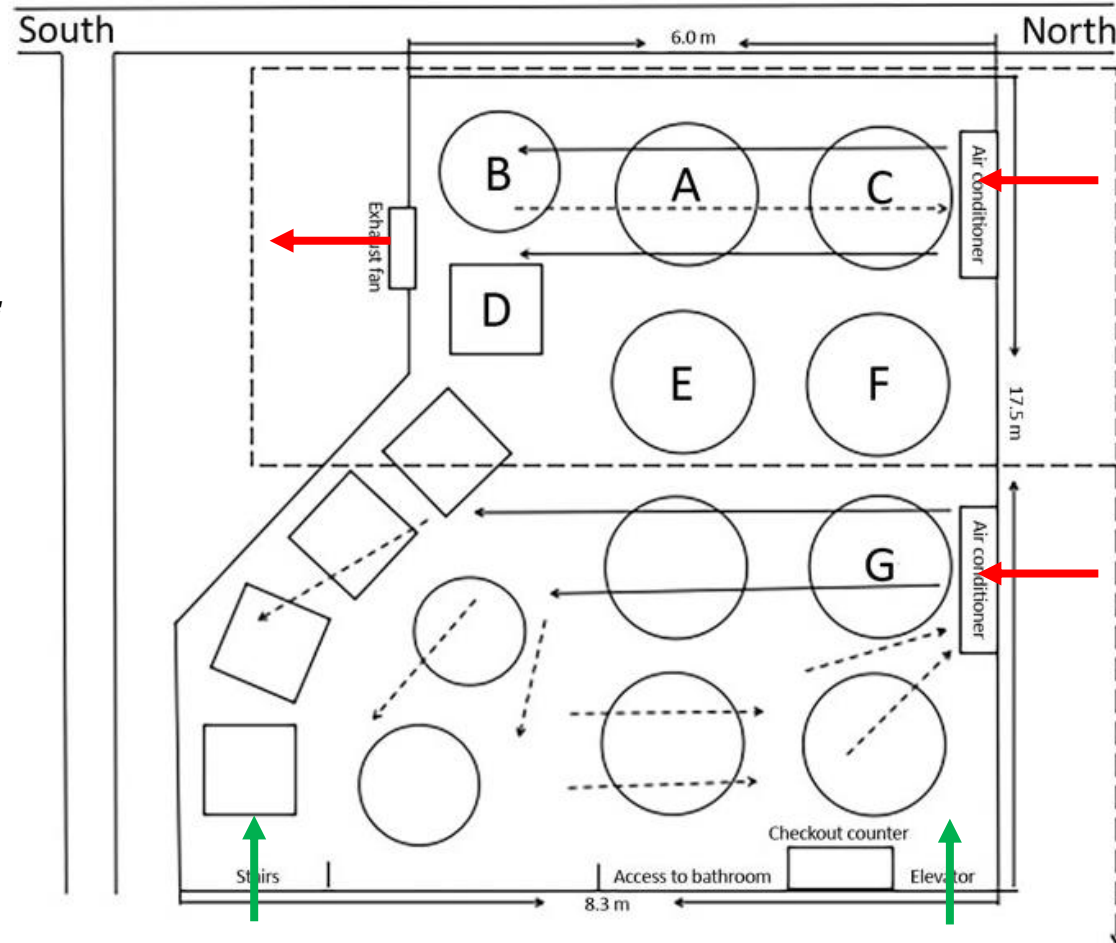 South
North
6.0 m
B
A
C
Air conditioner
Exhaust fan
D
E
F
17.5 m
G
Air conditioner
Checkout counter
Stairs
Access to bathroom
Elevator
8.3 m